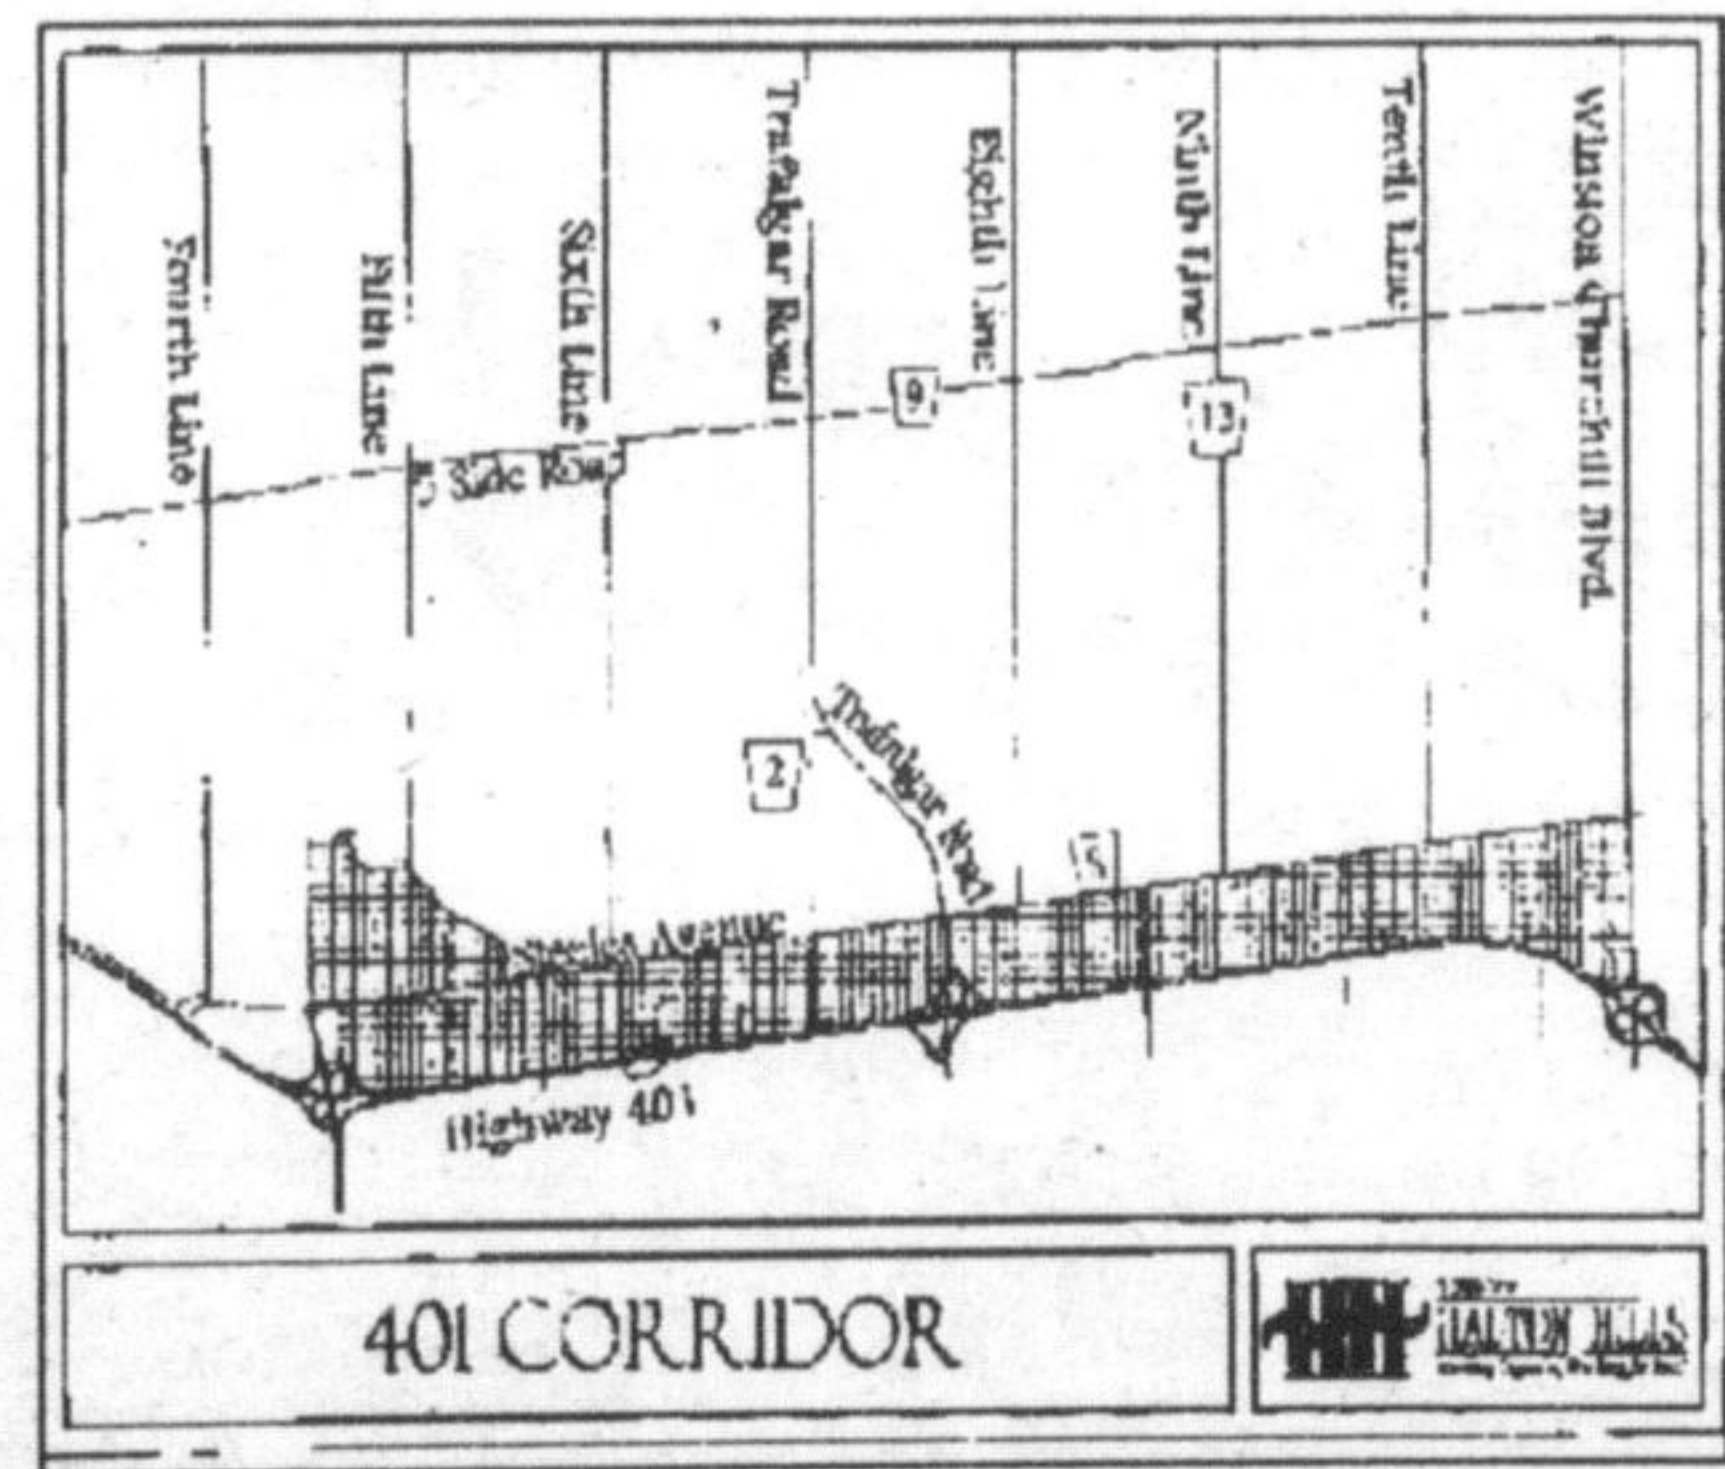 Fourth Line
Fifth Line
Sixth Line
Trafalgar Road
Eighth Line
Ninth Line
Tenth Line
Winston Churchill Blvd.
9
13
5 Side Road
2
Trafalgar Road
5
Steeles Avenue
Highway 401
401 CORRIDOR
HALTON HILLS